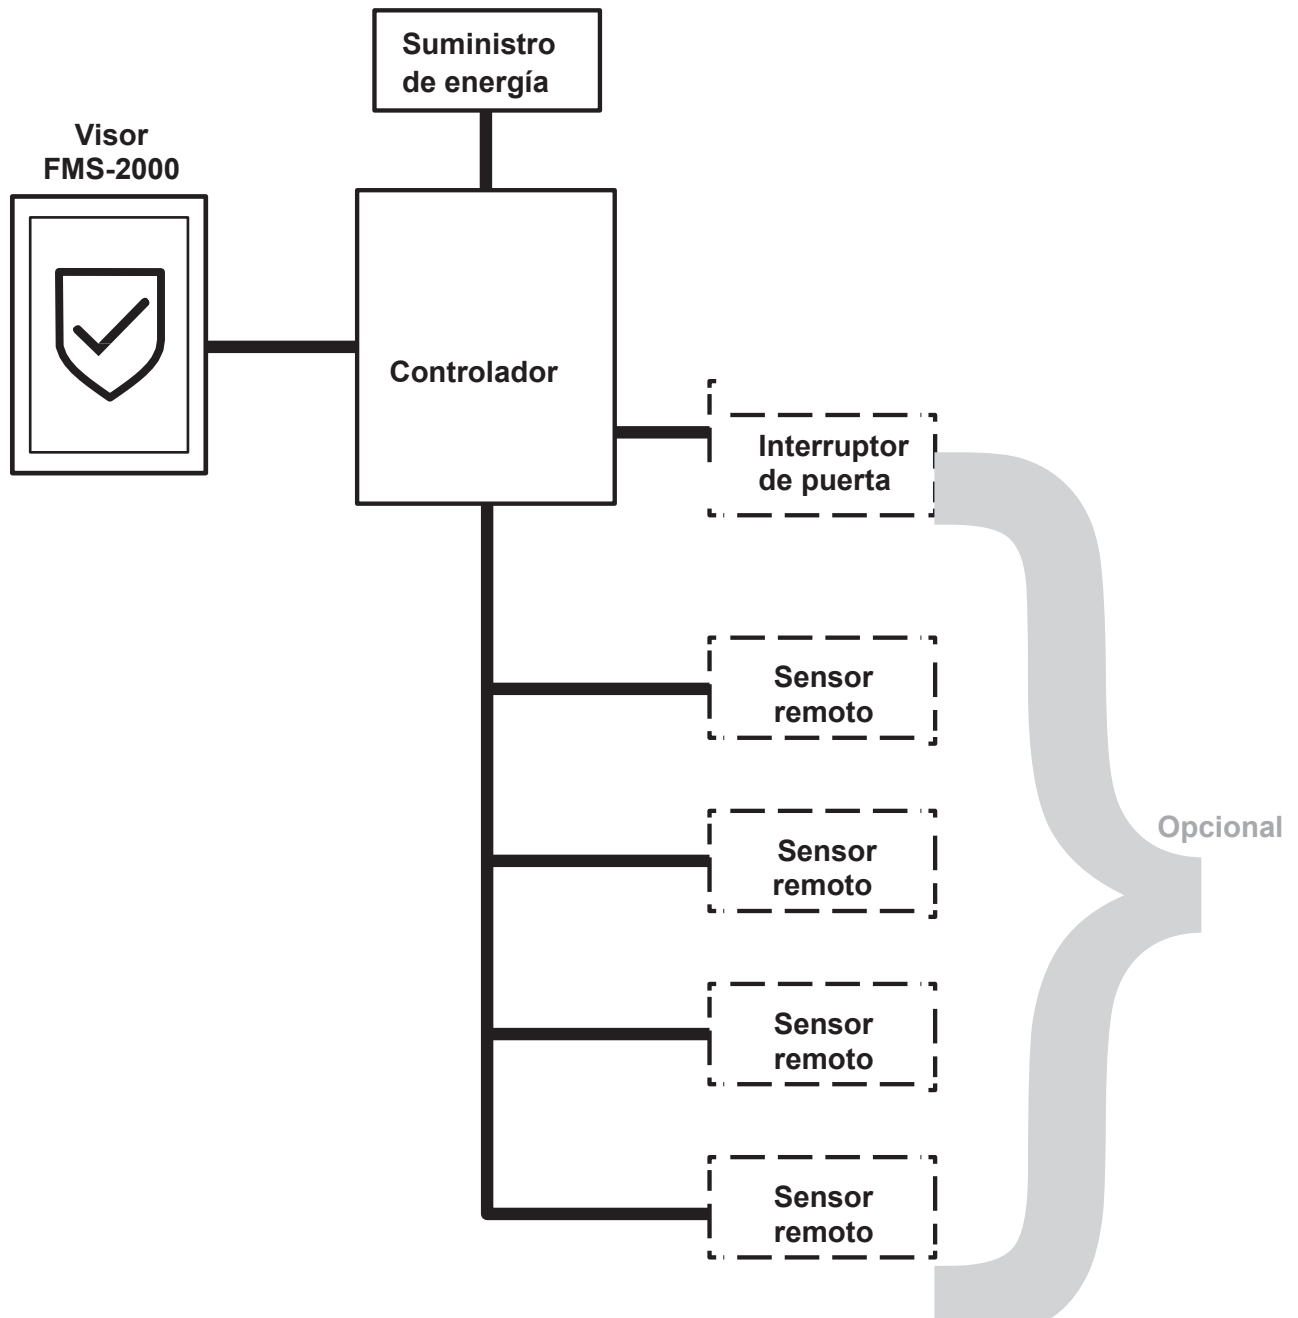 Suministro
de energía
Visor
FMS-2000
Controlador
Interruptor
de puerta
Sensor
remoto
Opcional
Sensor
remoto
Sensor
remoto
Sensor
remoto